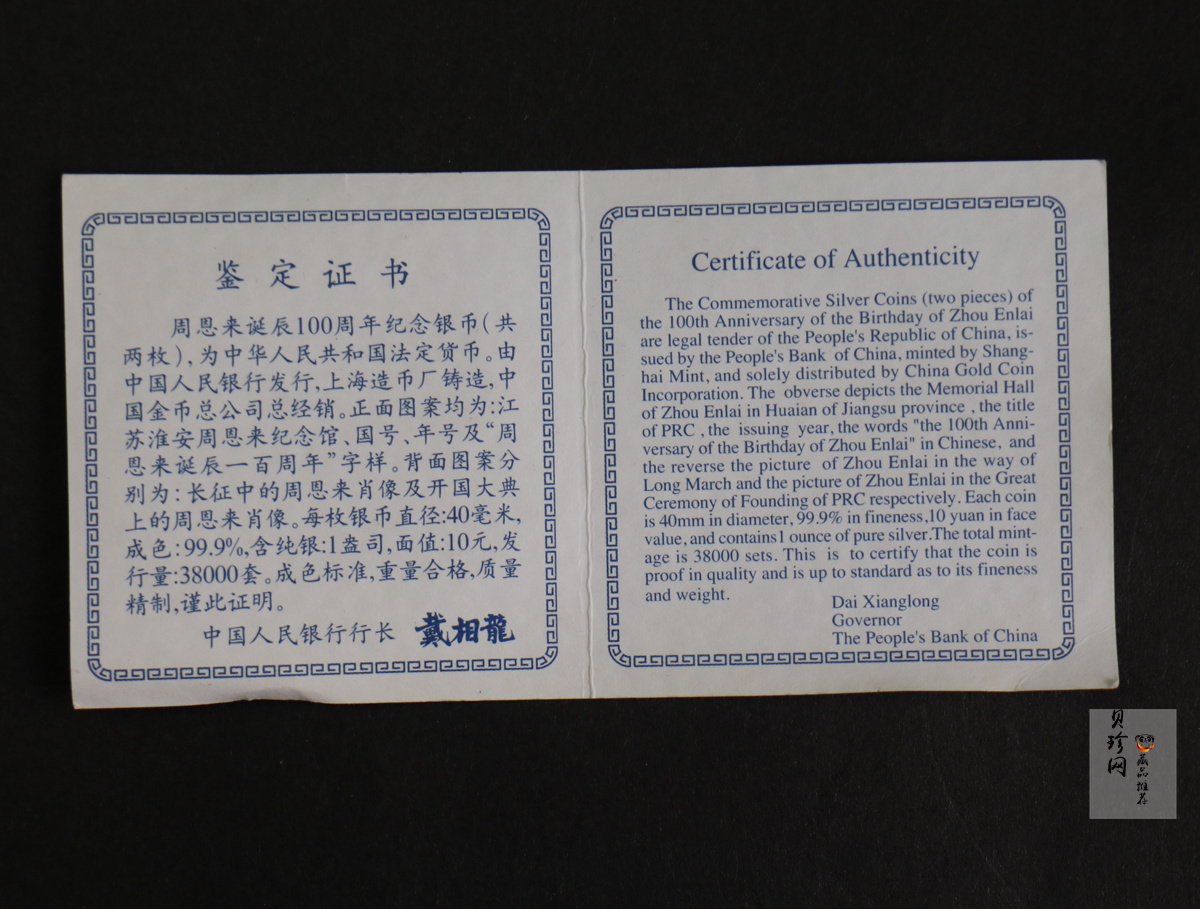 鉴定证书
周恩来诞辰100周年纪念银币(共
两枚),为中华人民共和国法定货币。由
中国人民银行发行,上海造币厂铸造,中
国金币总公司总经销。正面图案均为:江
苏淮安周恩来纪念馆、国号、年号及“周
恩来诞辰一百周年”字样。背面图案分
别为:长征中的周恩来肖像及开国大典
上的周恩来肖像。每枚银币直径:40毫米,
成色:99.9%,含纯银:1盎司,面值:10元,发
行量:38000套。成色标准,重量合格,质量
精制,谨此证明。
中国人民银行行长 戴相龍
Certificate of Authenticity
The Commemorative Silver Coins (two pieces) of
the 100th Anniversary of the Birthday of Zhou Enlai
are legal tender of the People's Republic of China, is-
sued by the People's Bank of China, minted by Shang-
hai Mint, and solely distributed by China Gold Coin
Incorporation. The obverse depicts the Memorial Hall
of Zhou Enlai in Huaian of Jiangsu province , the title
of PRC , the issuing year, the words "the 100th Anni-
versary of the Birthday of Zhou Enlai" in Chinese, and
the reverse the picture of Zhou Enlai in the way of
Long March and the picture of Zhou Enlai in the Great
Ceremony of Founding of PRC respectively. Each coin
is 40mm in diameter, 99.9% in fineness,10 yuan in face
value, and contains1 ounce of pure silver.The total mint-
age is 38000 sets. This is to certify that the coin is
proof in quality and is up to standard as to its fineness
and weight.
Dai Xianglong
Governor
The People's Bank of China
贝珍网
藏品推荐